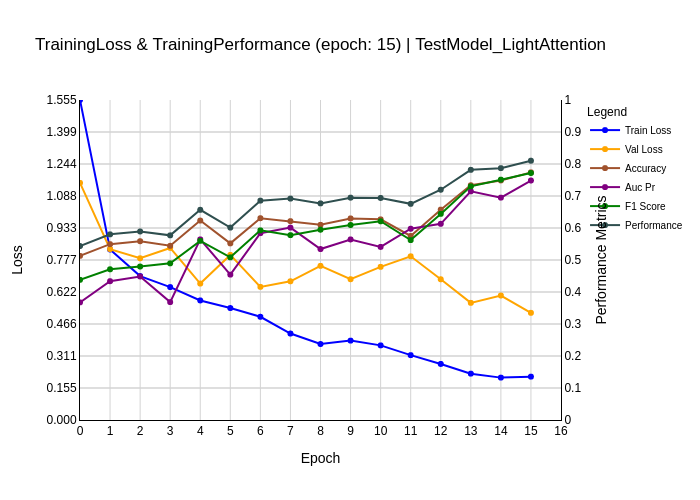 TrainingLoss & TrainingPerformance (epoch: 15) | TestModel_LightAttention
Legend
Train Loss
Val Loss
Accuracy
Auc Pr
F1 Score
Performance
Loss
1.555
1.399
1.244
1.088
0.933
0.777
0.622
0.466
0.311
0.155
0.000
1
0.9
0.8
0.7
0.6
0.5
0.4
0.3
0.2
0.1
0
Performance Metrics
0 1 2 3 4 5 6 7 8 9 10 11 12 13 14 15 16
Epoch